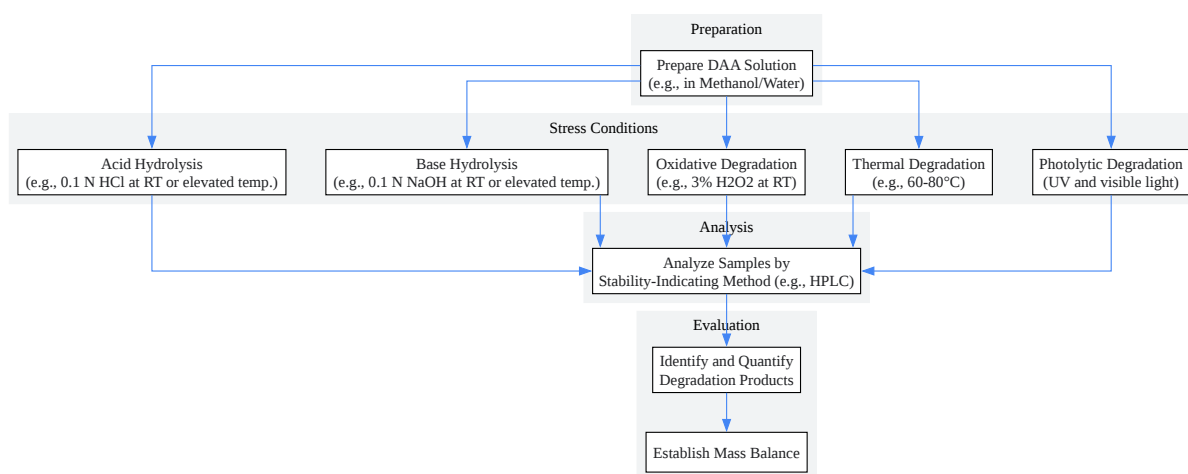 Preparation
Prepare DAA Solution
(e.g., in Methanol/Water)
Stress Conditions
Acid Hydrolysis
(e.g., 0.1 N HCl at RT or elevated temp.)
Base Hydrolysis
(e.g., 0.1 N NaOH at RT or elevated temp.)
Oxidative Degradation
(e.g., 3% H2O2 at RT)
Thermal Degradation
(e.g., 60-80°C)
Photolytic Degradation
(UV and visible light)
Analysis
Analyze Samples by
Stability-Indicating Method (e.g., HPLC)
Evaluation
Identify and Quantify
Degradation Products
Establish Mass Balance